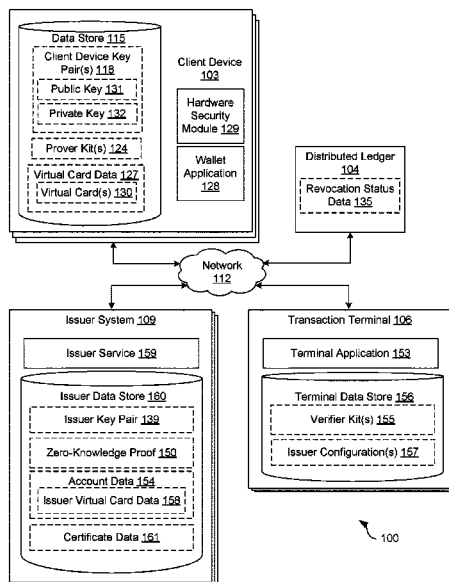 Data Store 115
Client Device Key
Pair(s) 118
Public Key 131
Private Key 132
Prover Kit(s) 124
Virtual Card Data 127
Virtual Card(s) 130
Client Device
103
Hardware
Security
Module 129
Wallet
Application
128
Distributed Ledger
104
Revocation Status
Data 135
Network
112
Issuer System 109
Issuer Service 159
Issuer Data Store 160
Issuer Key Pair 139
Zero-Knowledge Proof 150
Account Data 154
Issuer Virtual Card Data 158
Certificate Data 161
Transaction Terminal 106
Terminal Application 153
Terminal Data Store 156
Verifier Kit(s) 155
Issuer Configuration(s) 157
100